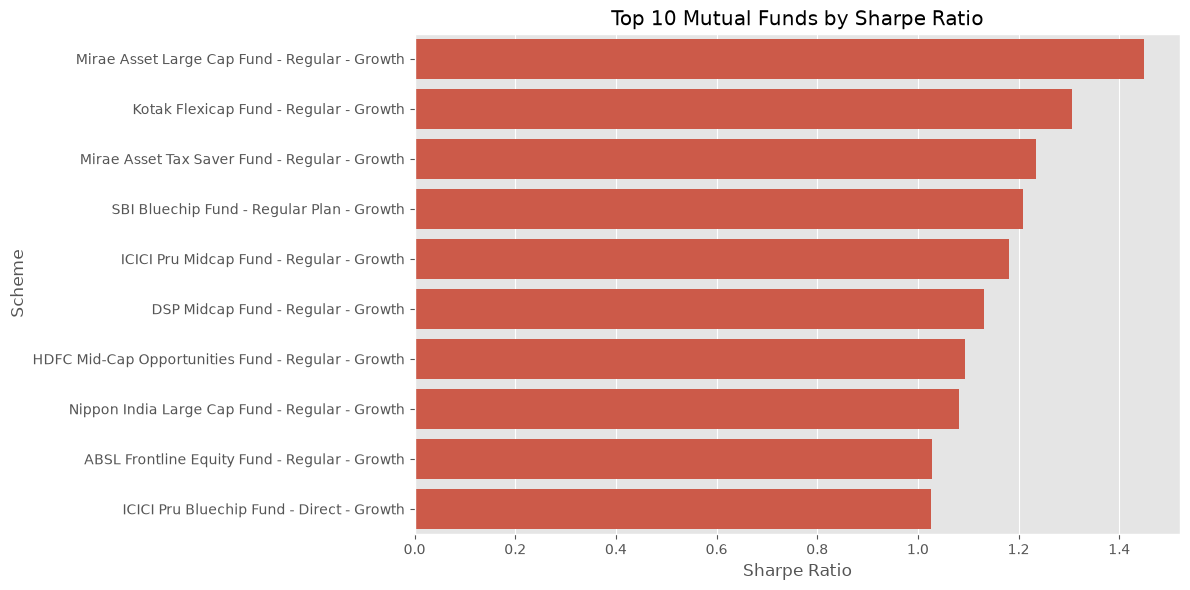 Top 10 Mutual Funds by Sharpe Ratio
Scheme
Mirae Asset Large Cap Fund - Regular - Growth
Kotak Flexicap Fund - Regular - Growth
Mirae Asset Tax Saver Fund - Regular - Growth
SBI Bluechip Fund - Regular Plan - Growth
ICICI Pru Midcap Fund - Regular - Growth
DSP Midcap Fund - Regular - Growth
HDFC Mid-Cap Opportunities Fund - Regular - Growth
Nippon India Large Cap Fund - Regular - Growth
ABSL Frontline Equity Fund - Regular - Growth
ICICI Pru Bluechip Fund - Direct - Growth
0.0 0.2 0.4 0.6 0.8 1.0 1.2 1.4
Sharpe Ratio